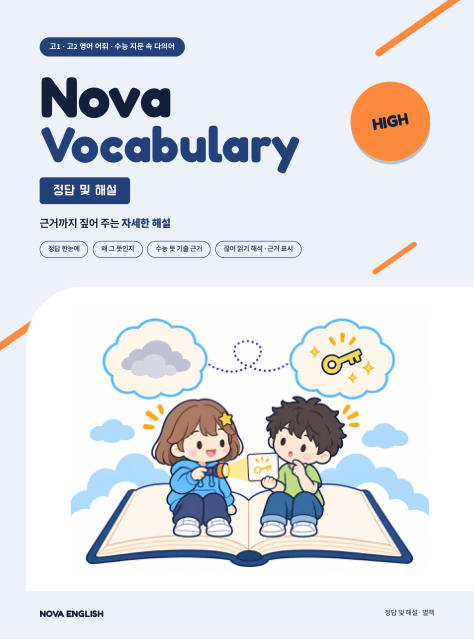 고1 · 고2 영어 어휘 · 수능 지문 속 다의어
Nova
Vocabulary
HIGH
정답 및 해설
근거까지 짚어 주는 자세한 해설
정답 한눈에
왜 그 뜻인지
수능 뜻 기출 근거
끊어 읽기 해석 · 근거 표시
NOVA ENGLISH
정답 및 해설 · 별책